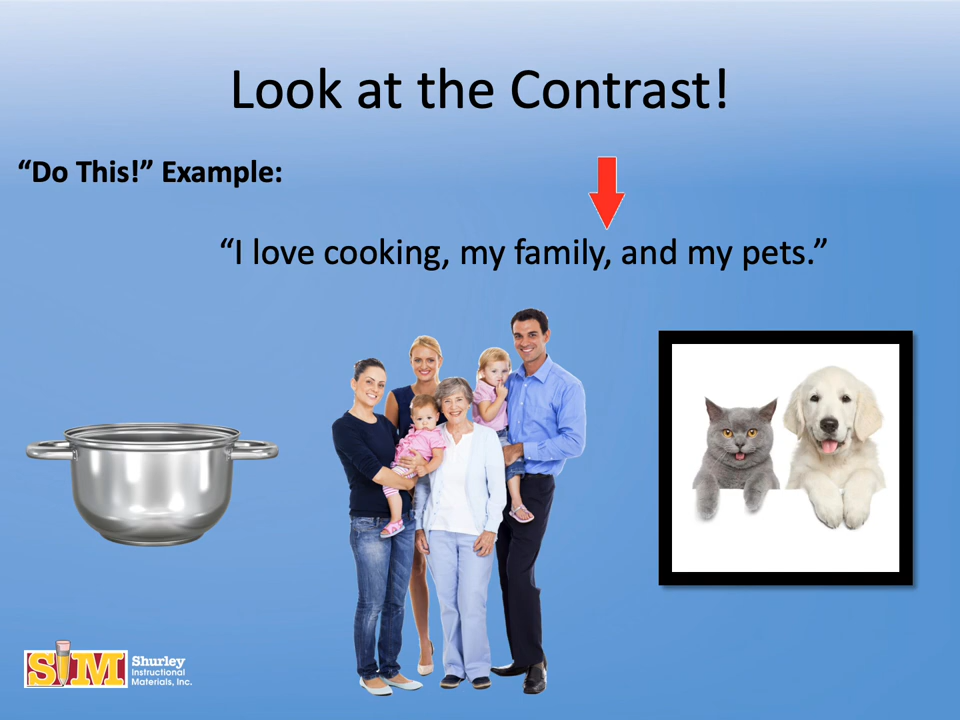 Look at the Contrast!
“Do This!” Example:
“I love cooking, my family, and my pets.”
SIM
Shurley
Instructional
Materials, Inc.